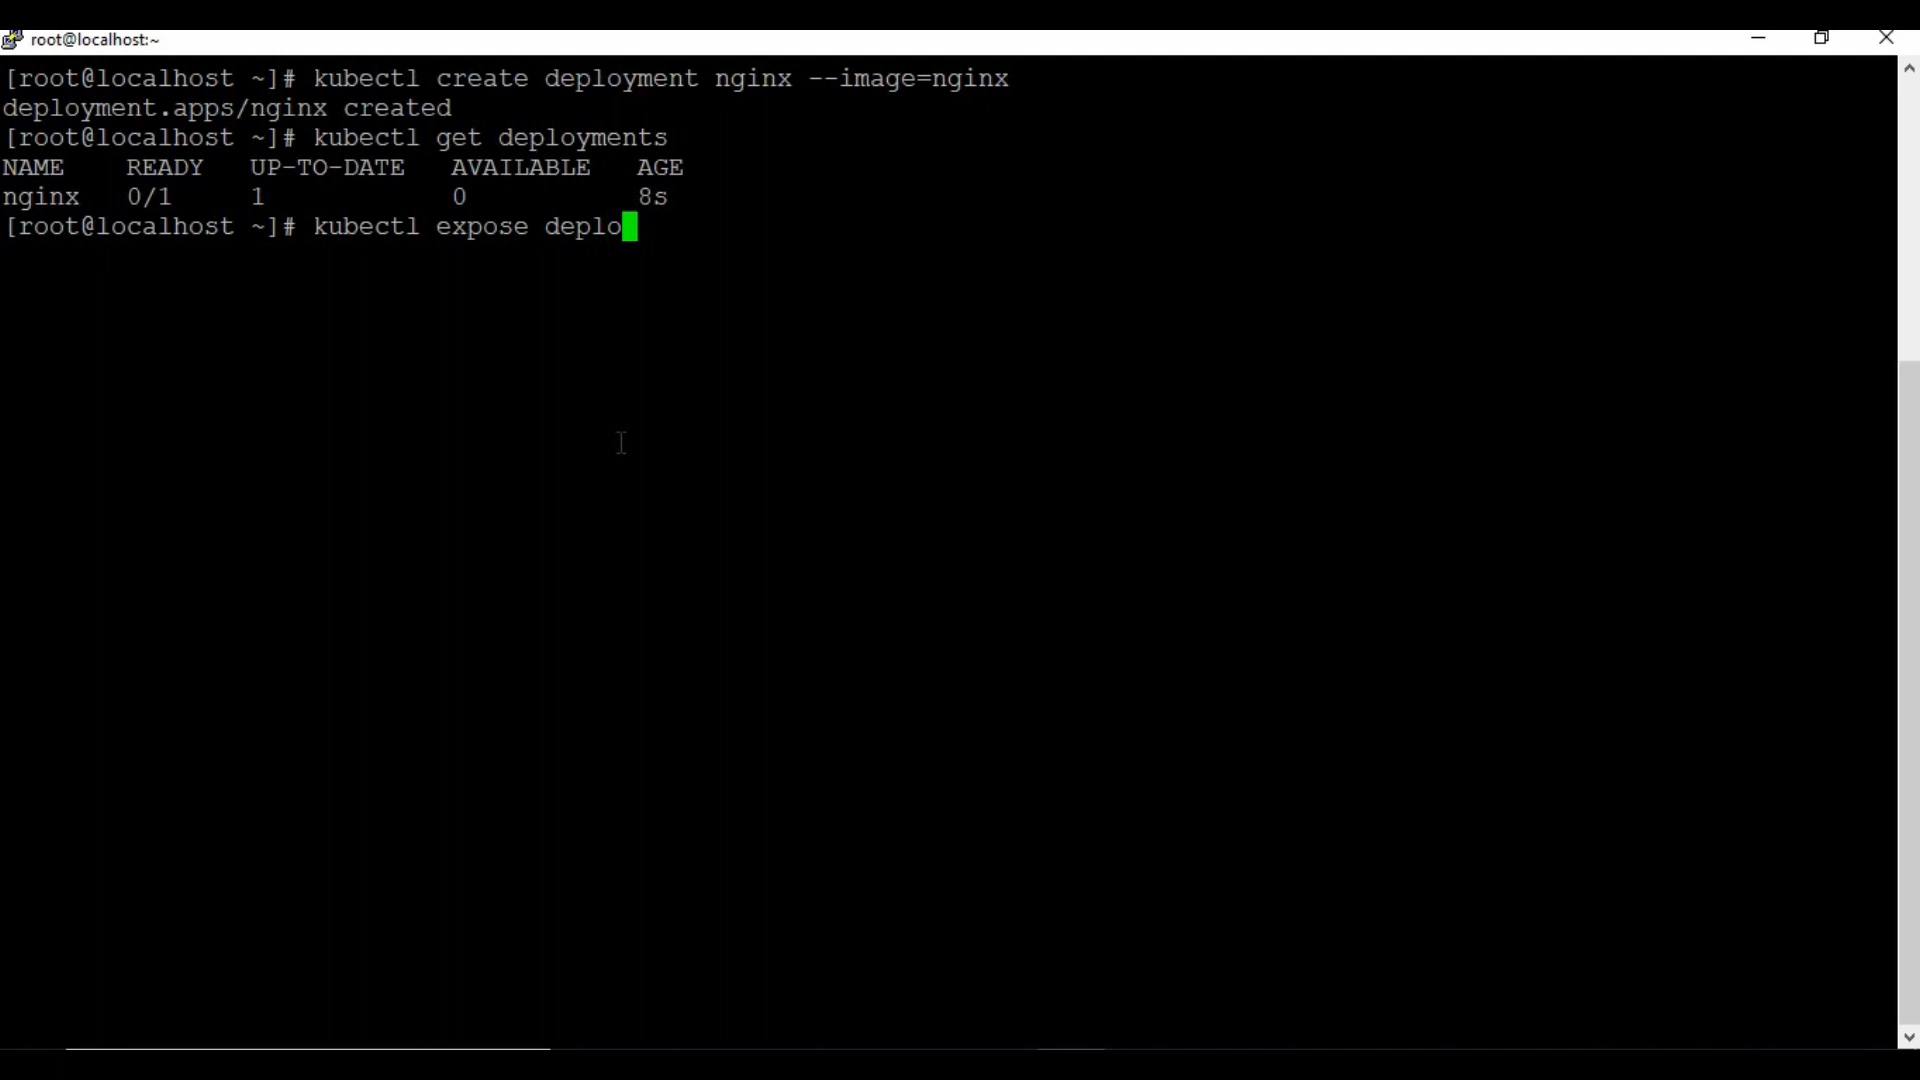 root@localhost:~
[root@localhost ~]# kubectl create deployment nginx --image=nginx
deployment.apps/nginx created
[root@localhost ~]# kubectl get deployments
NAME    READY   UP-TO-DATE   AVAILABLE   AGE
nginx   0/1     1            0           8s
[root@localhost ~]# kubectl expose deplo